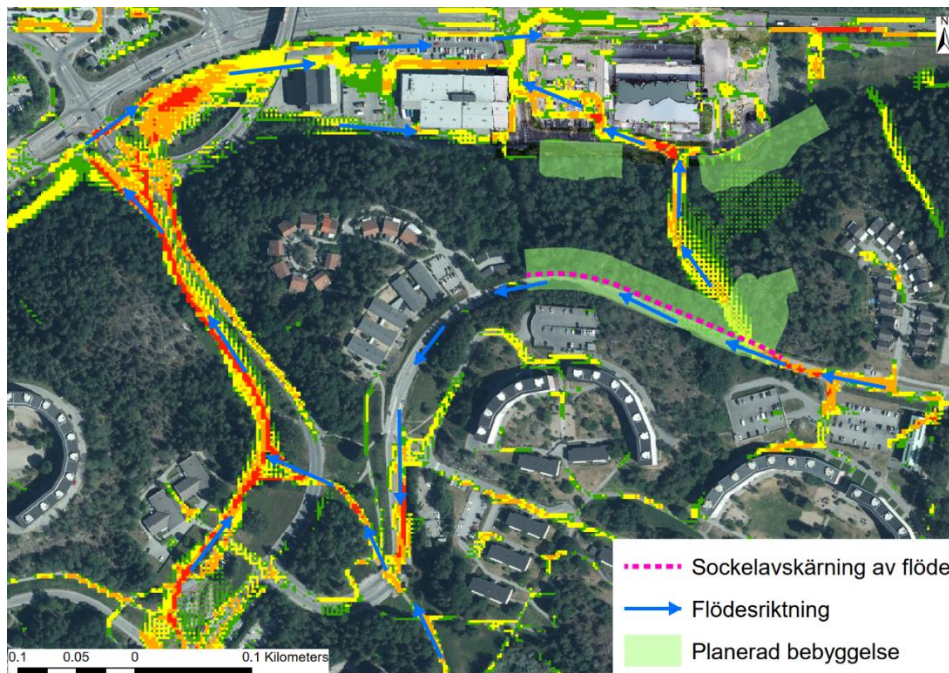 N
Sockelavskärning av flöde
Flödesriktning
Planerad bebyggelse
0.1 0.05 0 0.1 Kilometers